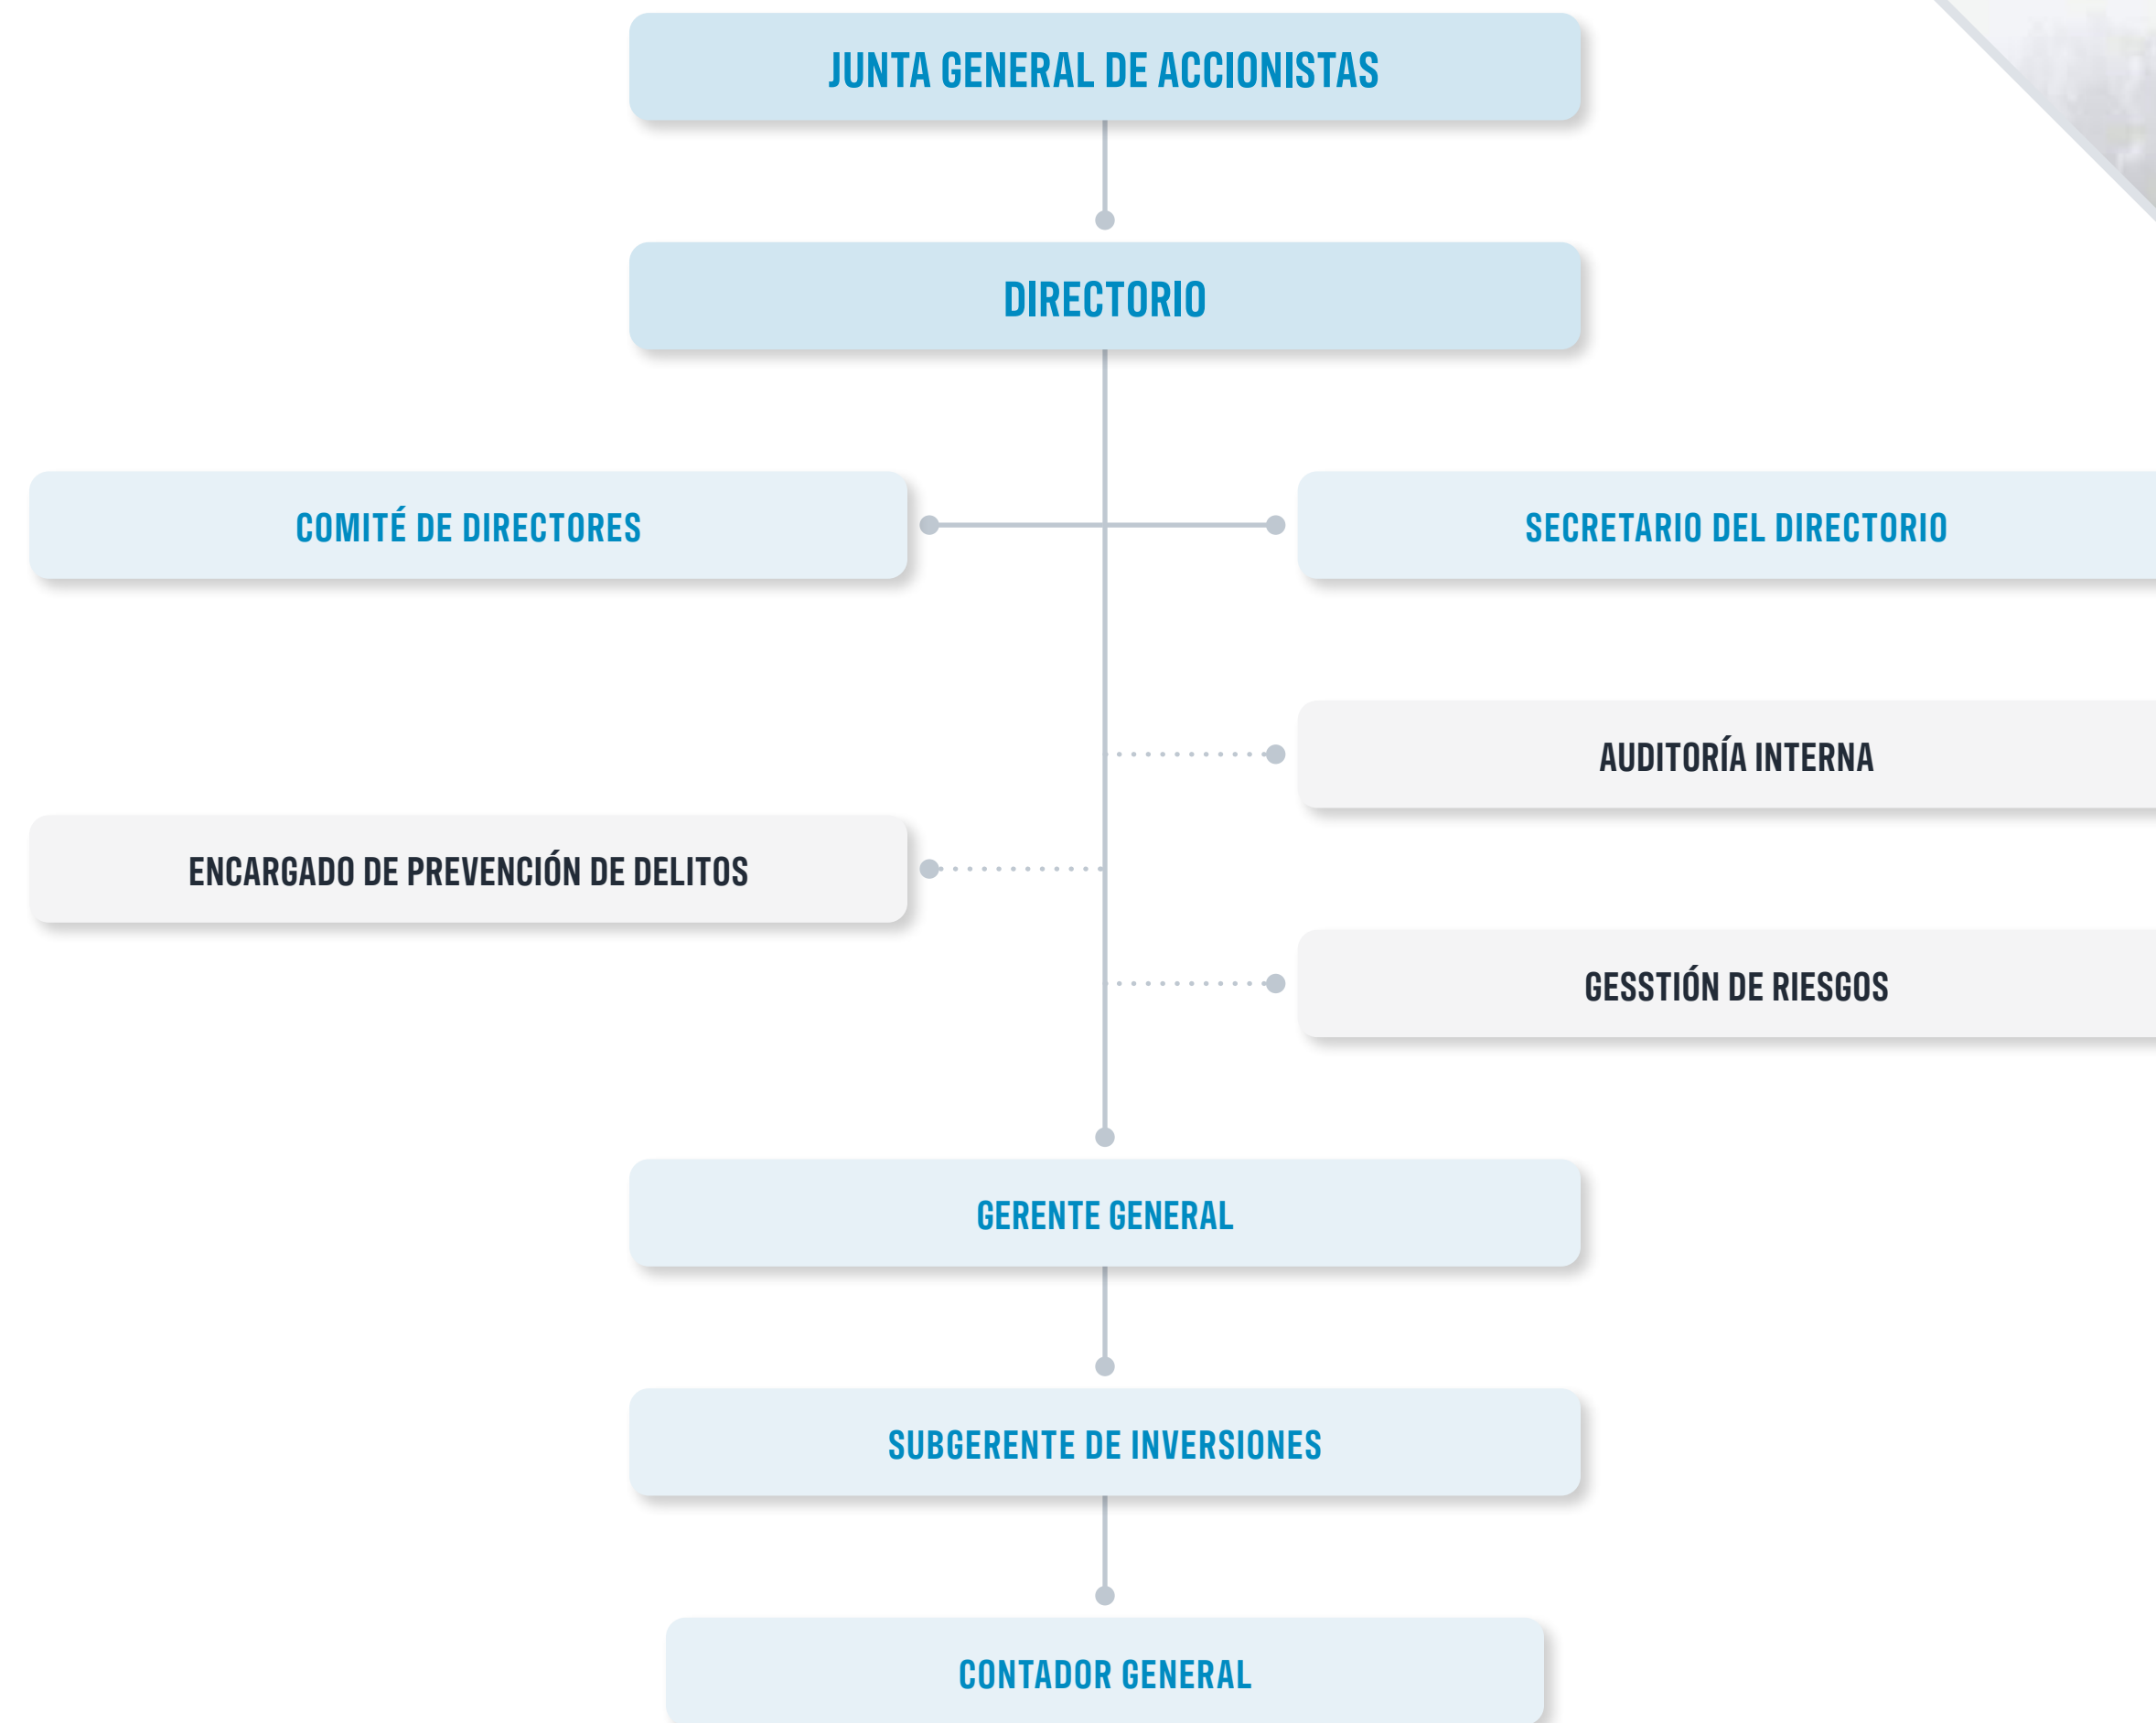 JUNTA GENERAL DE ACCIONISTAS
DIRECTORIO
COMITÉ DE DIRECTORES
SECRETARIO DEL DIRECTORIO
AUDITORÍA INTERNA
ENCARGADO DE PREVENCIÓN DE DELITOS
GESSTIÓN DE RIESGOS
GERENTE GENERAL
SUBGERENTE DE INVERSIONES
CONTADOR GENERAL